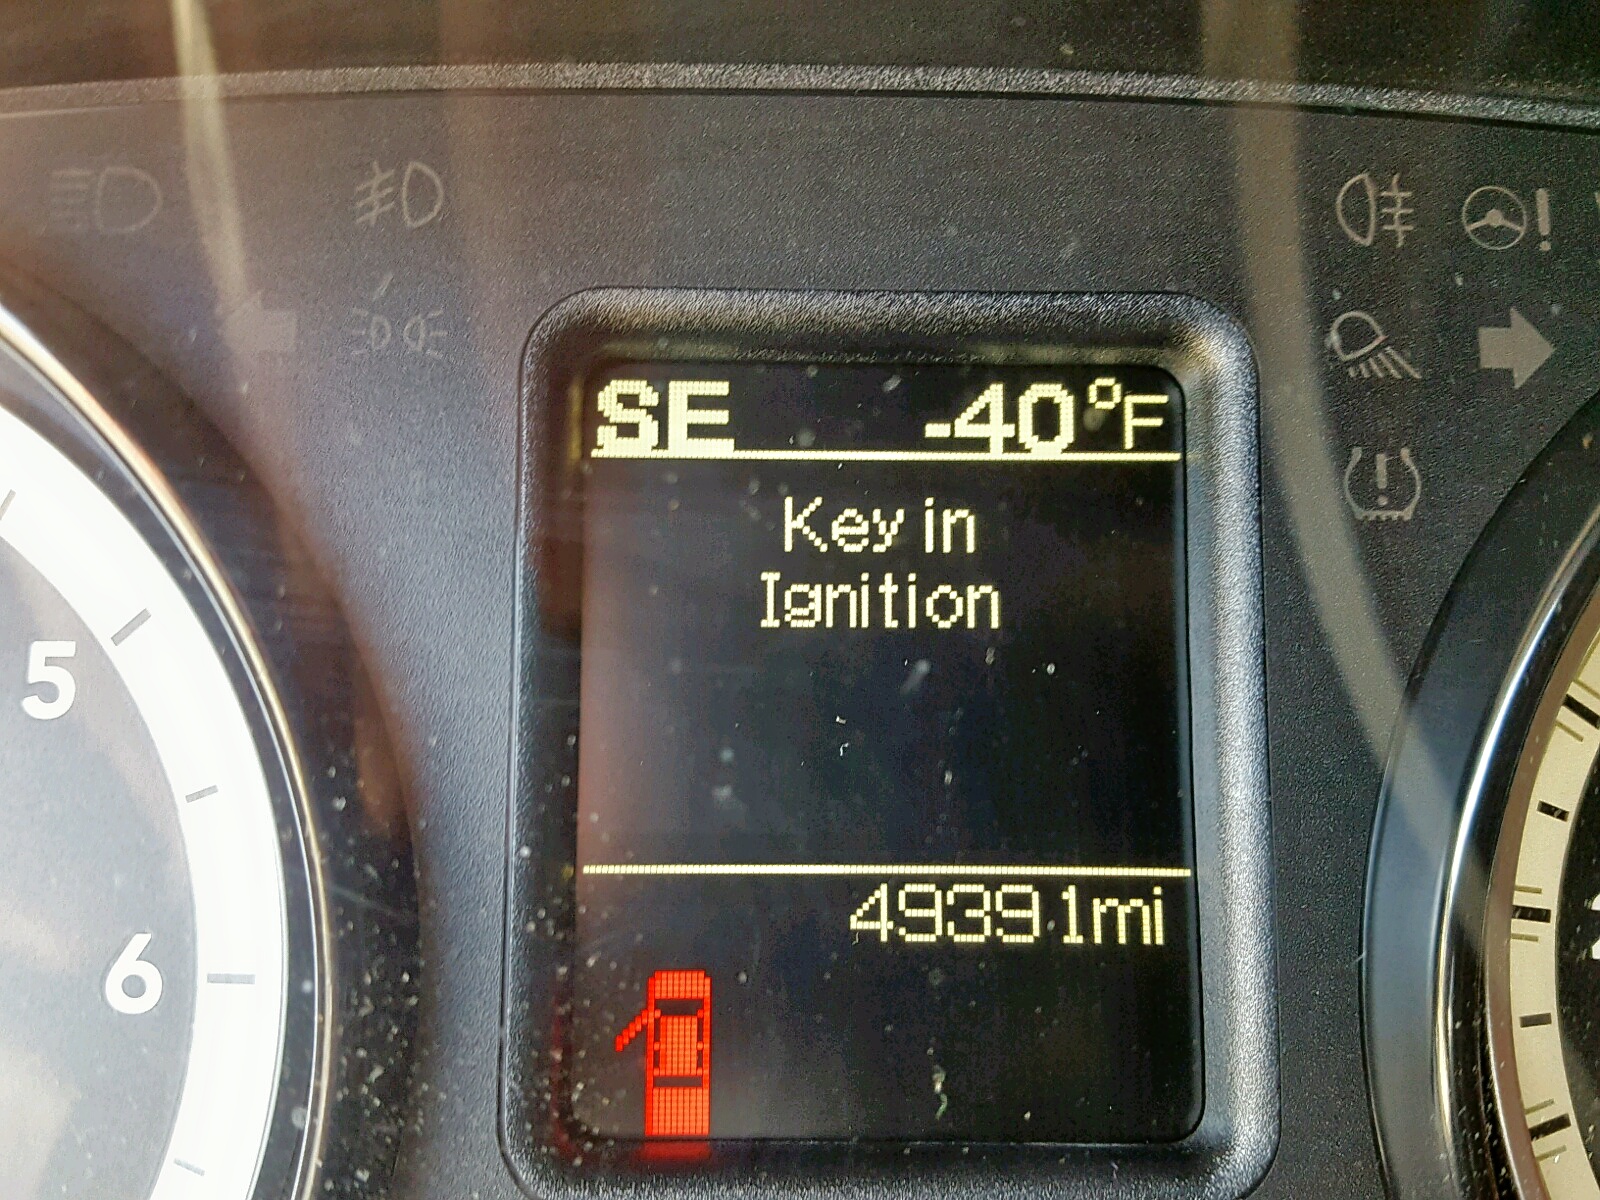 SE -40°F
Key in
Ignition
49391mi
5
6